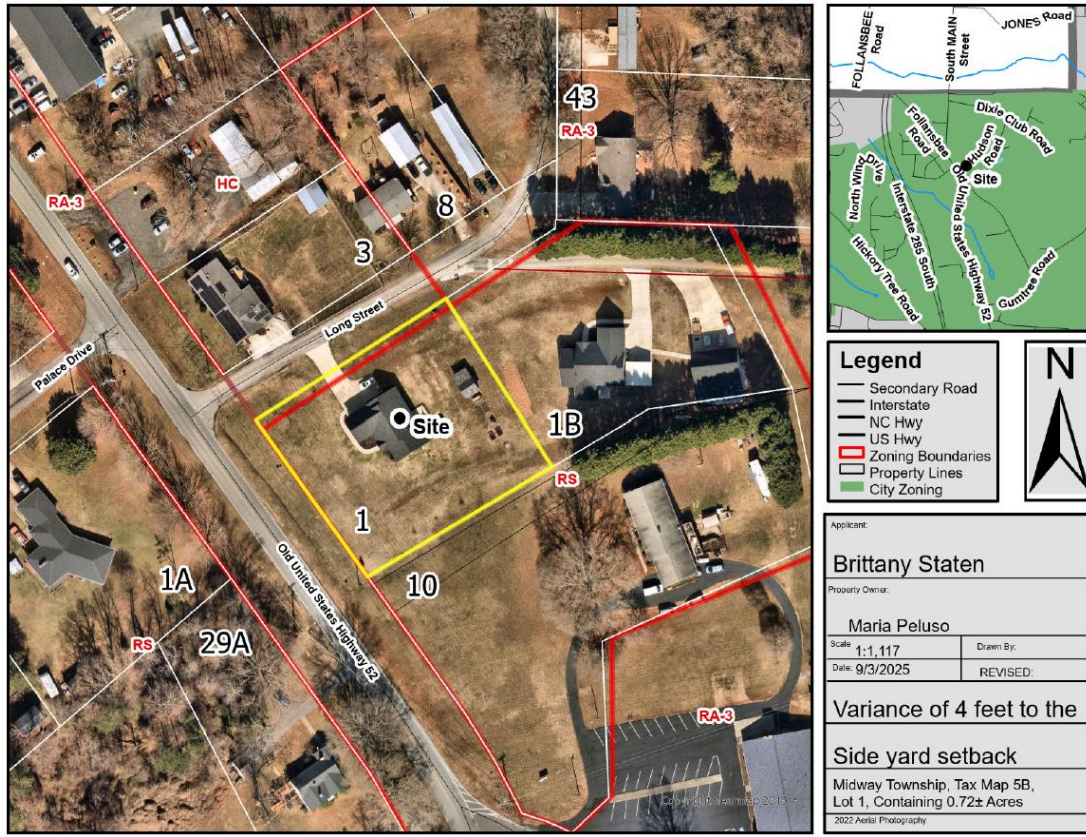 43
RA-3
HC
RA-3
8
3
Long Street
Palace Drive
Site
1B
RS
1
10
1A
Old United States Highway 52
29A
RS
RA-3
FOLLANSBEE
Road
South MAIN
Street
JONES Road
Dixie Club Road
Follansbee
Road
Hudson
Road
Site
North Wind
Drive
Interstate 285 South
Old United States Highway 52
Hickory Tree Road
Gumtree Road
Legend
Secondary Road
Interstate
NC Hwy
US Hwy
Zoning Boundaries
Property Lines
City Zoning
N
Applicant:
Brittany Staten
Property Owner:
Maria Peluso
Scale 1:1,117
Drawn By:
Date: 9/3/2025
REVISED:
Variance of 4 feet to the
Side yard setback
Midway Township, Tax Map 5B,
Lot 1, Containing 0.72± Acres
2022 Aerial Photography